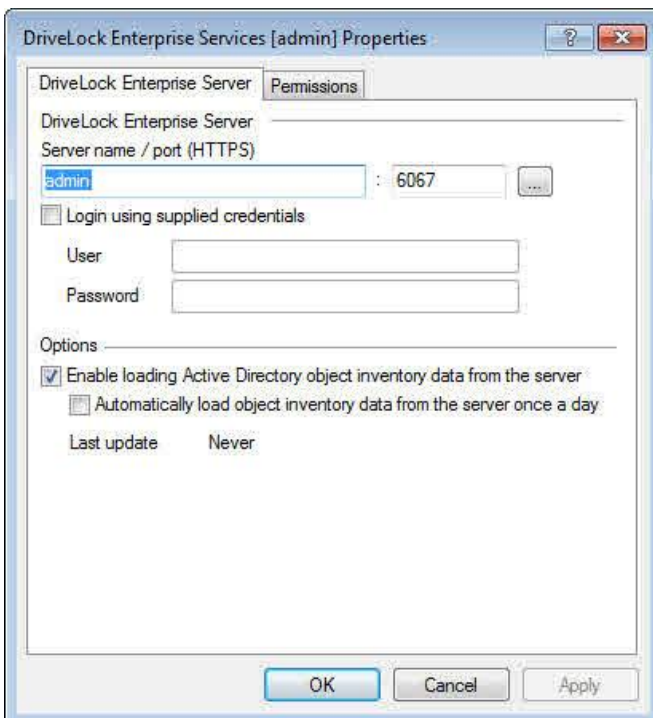 DriveLock Enterprise Services [admin] Properties
DriveLock Enterprise Server Permissions
DriveLock Enterprise Server
Server name / port (HTTPS)
admin : 6067 ...
Login using supplied credentials
User
Password
Options
Enable loading Active Directory object inventory data from the server
Automatically load object inventory data from the server once a day
Last update Never
OK Cancel Apply